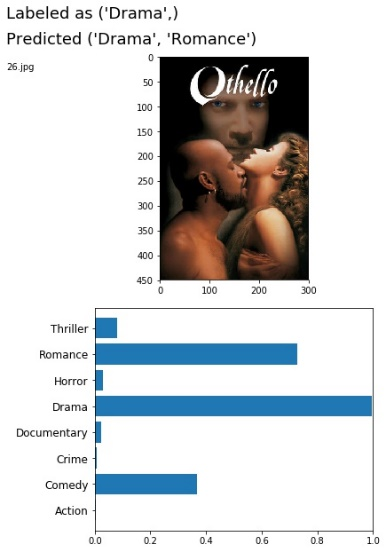 Labeled as ('Drama',)
Predicted ('Drama', 'Romance')
26.jpg
0
50
100
150
200
250
300
350
400
450
Othello
0 100 200 300
Thriller
Romance
Horror
Drama
Documentary
Crime
Comedy
Action
0.0 0.2 0.4 0.6 0.8 1.0